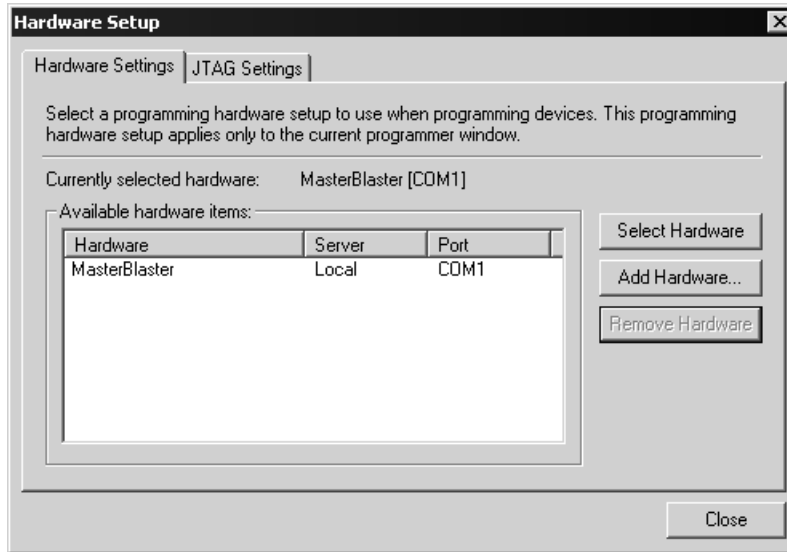 Hardware Setup
Hardware Settings
JTAG Settings
Select a programming hardware setup to use when programming devices. This programming
hardware setup applies only to the current programmer window.
Currently selected hardware: MasterBlaster [COM1]
Available hardware items:
Hardware Server Port
MasterBlaster Local COM1
Select Hardware
Add Hardware...
Remove Hardware
Close